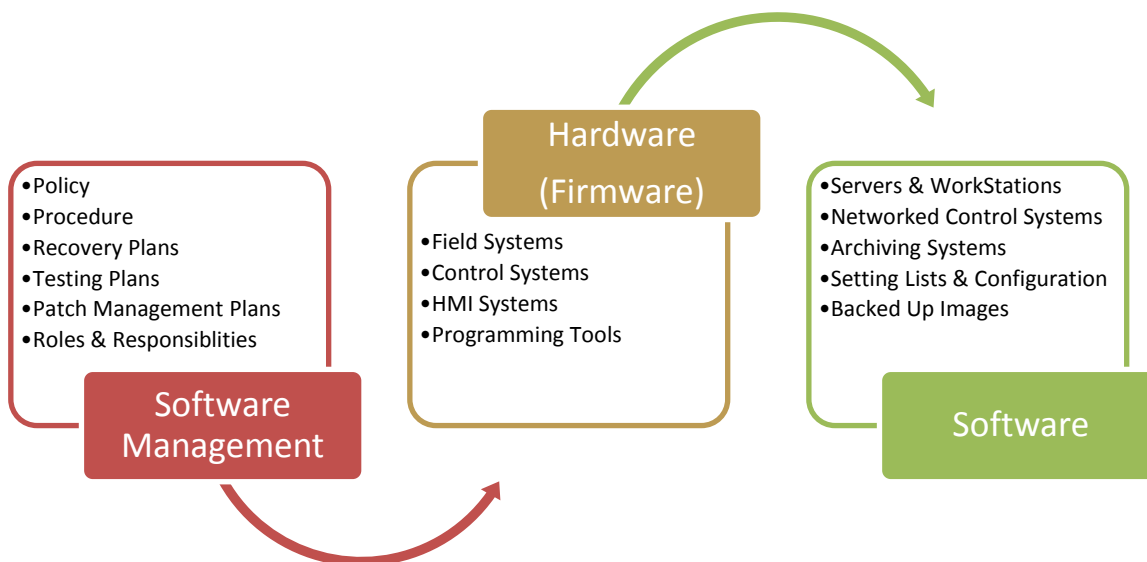 •Policy
•Procedure
•Recovery Plans
•Testing Plans
•Patch Management Plans
•Roles & Responsiblities
Software
Management
Hardware
(Firmware)
•Field Systems
•Control Systems
•HMI Systems
•Programming Tools
•Servers & WorkStations
•Networked Control Systems
•Archiving Systems
•Setting Lists & Configuration
•Backed Up Images
Software